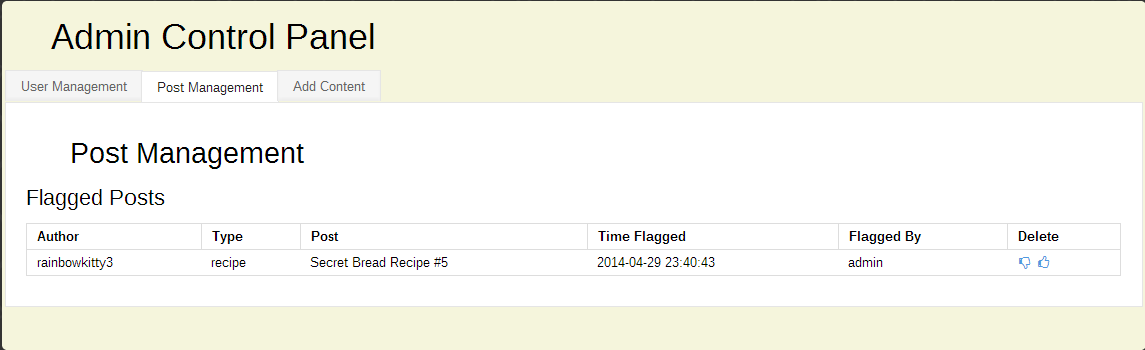 Admin Control Panel
User Management Post Management Add Content
Post Management
Flagged Posts
Author Type Post Time Flagged Flagged By Delete
rainbowkitty3 recipe Secret Bread Recipe #5 2014-04-29 23:40:43 admin